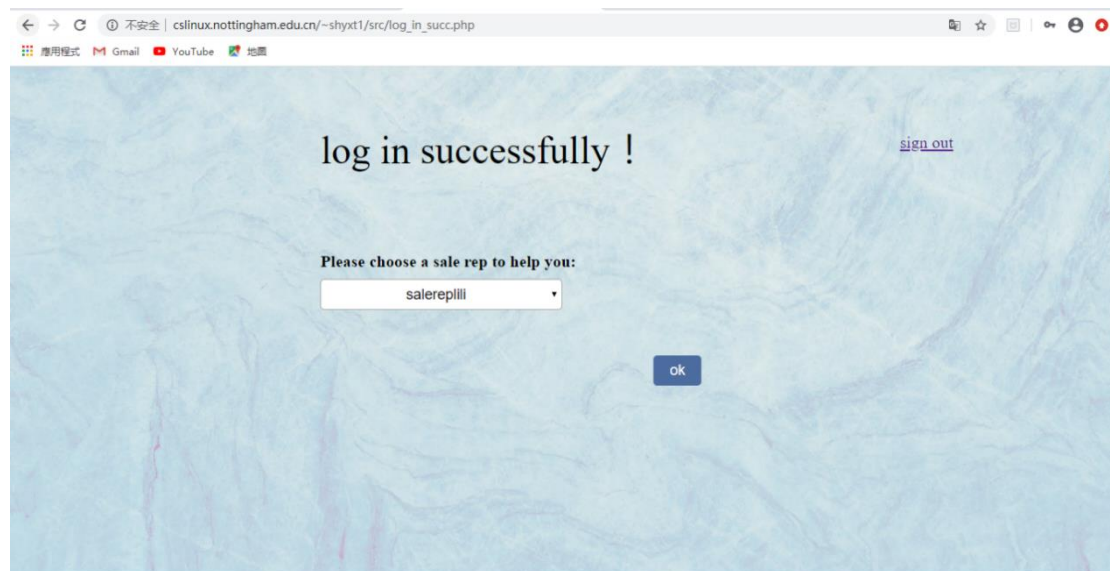 不安全 | cslinux.nottingham.edu.cn/~shyxt1/src/log_in_succ.php
應用程式 Gmail YouTube 地圖
log in successfully！
sign out
Please choose a sale rep to help you:
salereplili
ok